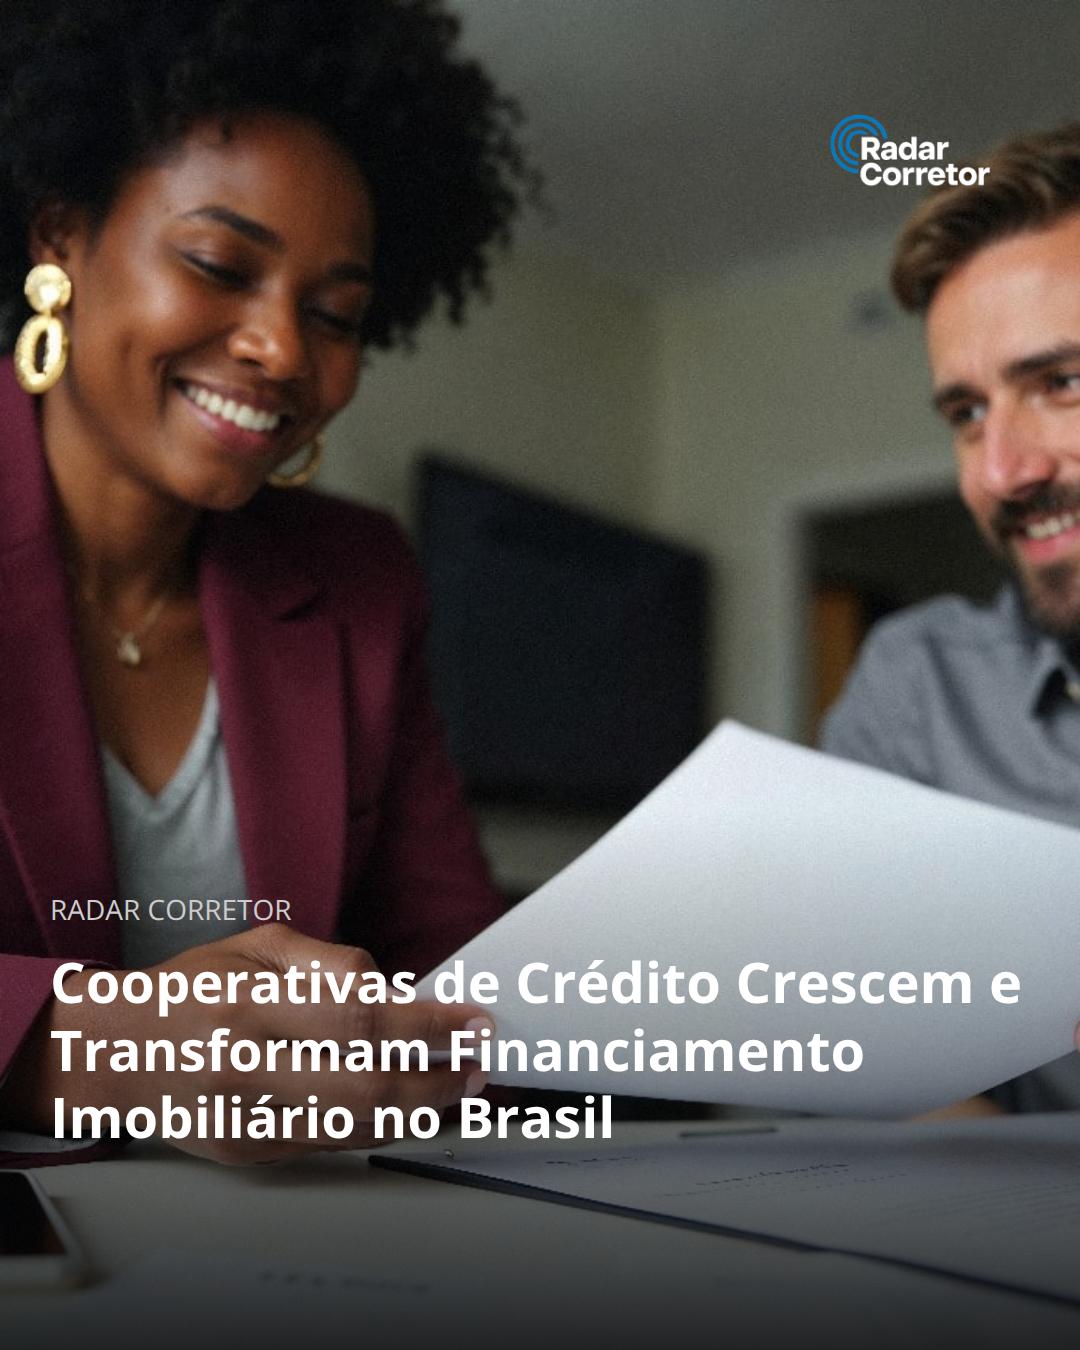 Radar
Corretor
RADAR CORRETOR
Cooperativas de Crédito Crescem e
Transformam Financiamento
Imobiliário no Brasil